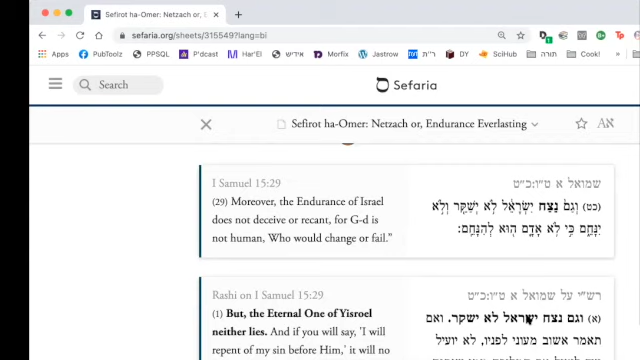 Sefirot ha-Omer: Netzach or, E
sefaria.org/sheets/315549?lang=bi
Apps PubToolz PPSQL P'dcast Har'El אידיש Morfix Jastrow ר"ת DY SciHub תורה Cook!
Search
Sefaria
Sefirot ha-Omer: Netzach or, Endurance Everlasting
I Samuel 15:29
(29) Moreover, the Endurance of Israel
does not deceive or recant, for G-d is
not human, Who would change or fail."
שמואל א ט״ו:כ״ט
(כט) וְגַם֙ נֵ֣צַח יִשְׂרָאֵ֔ל לֹ֥א יְשַׁקֵּ֖ר וְלֹ֣א
יִנָּחֵ֑ם כִּ֣י לֹ֥א אָדָ֛ם ה֖וּא לְהִנָּחֵֽם׃
Rashi on I Samuel 15:29
(1) But, the Eternal One of Yisroel
neither lies. And if you will say, 'I will
repent of my sin before Him,' it will no
רש״י על שמואל א ט״ו:כ״ט
(א) וגם נצח ישראל לא ישקר. ואם
תאמר אשוב מעוני לפניו, לא יועיל